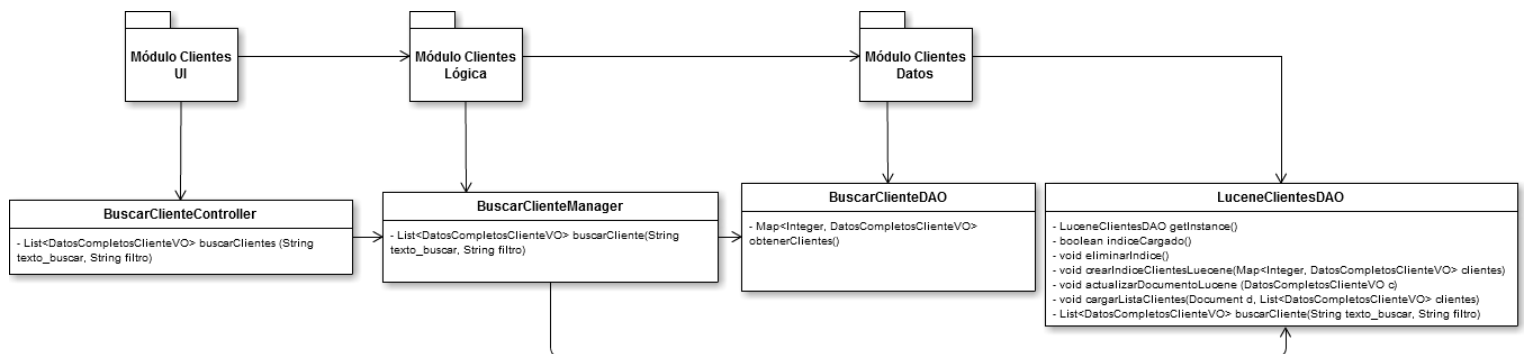 Módulo Clientes
UI
Módulo Clientes
Lógica
Módulo Clientes
Datos
BuscarClienteController
- List<DatosCompletosClienteVO> buscarClientes (String
texto_buscar, String filtro)
BuscarClienteManager
- List<DatosCompletosClienteVO> buscarCliente(String
texto_buscar, String filtro)
BuscarClienteDAO
- Map<Integer, DatosCompletosClienteVO>
obtenerClientes()
LuceneClientesDAO
- LuceneClientesDAO getInstance()
- boolean indiceCargado()
- void eliminarIndice()
- void crearIndiceClientesLuecene(Map<Integer, DatosCompletosClienteVO> clientes)
- void actualizarDocumentoLucene (DatosCompletosClienteVO c)
- void cargarListaClientes(Document d, List<DatosCompletosClienteVO> clientes)
- List<DatosCompletosClienteVO> buscarCliente(String texto_buscar, String filtro)